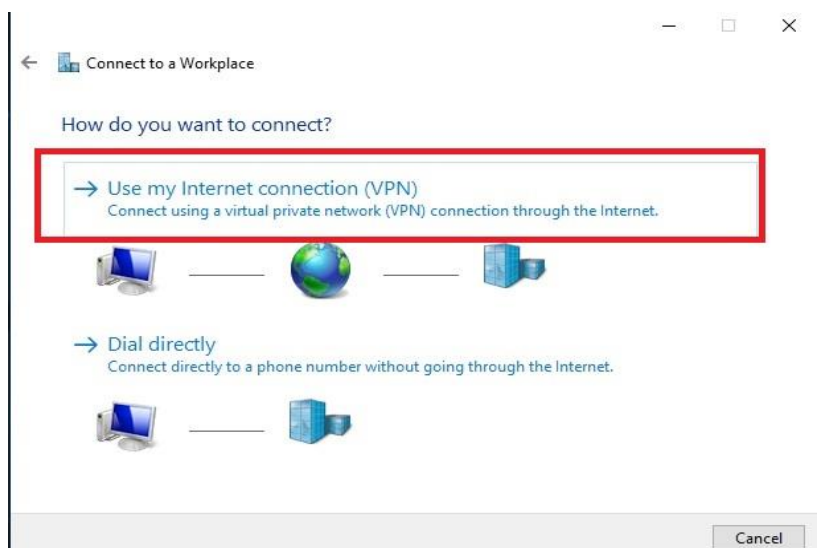 Connect to a Workplace
How do you want to connect?
Use my Internet connection (VPN)
Connect using a virtual private network (VPN) connection through the Internet.
Dial directly
Connect directly to a phone number without going through the Internet.
Cancel